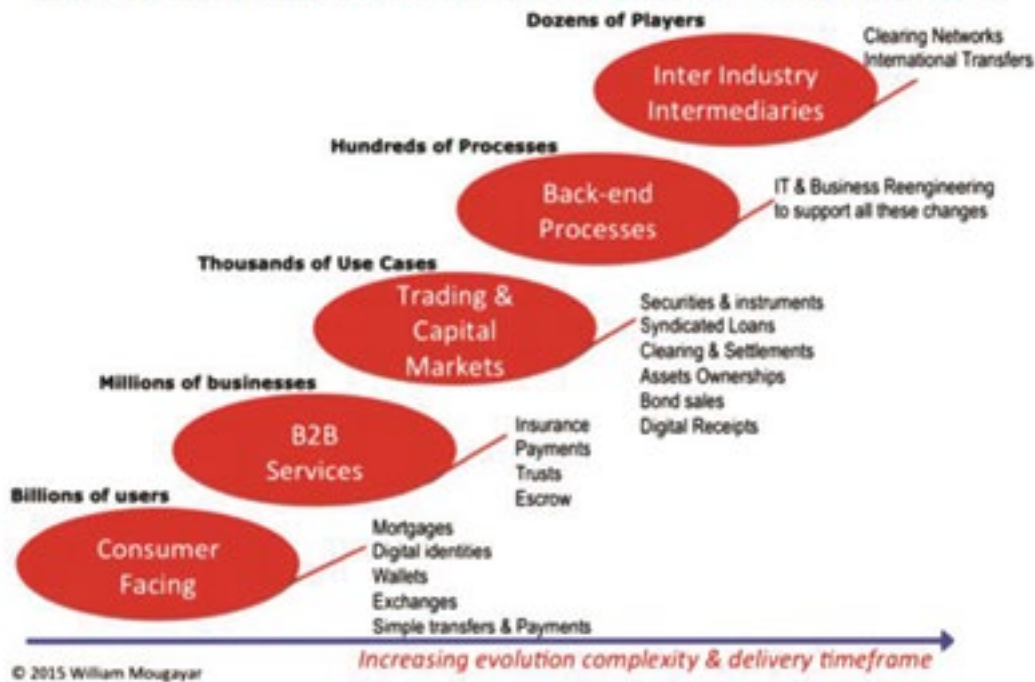 Dozens of Players
Inter Industry
Intermediaries
Clearing Networks
International Transfers
Hundreds of Processes
Back-end
Processes
IT & Business Reengineering
to support all these changes
Thousands of Use Cases
Trading &
Capital
Markets
Securities & instruments
Syndicated Loans
Clearing & Settlements
Assets Ownerships
Bond sales
Digital Receipts
Millions of businesses
B2B
Services
Insurance
Payments
Trusts
Escrow
Billions of users
Consumer
Facing
Mortgages
Digital identities
Wallets
Exchanges
Simple transfers & Payments
Increasing evolution complexity & delivery timeframe
© 2015 William Mougayar